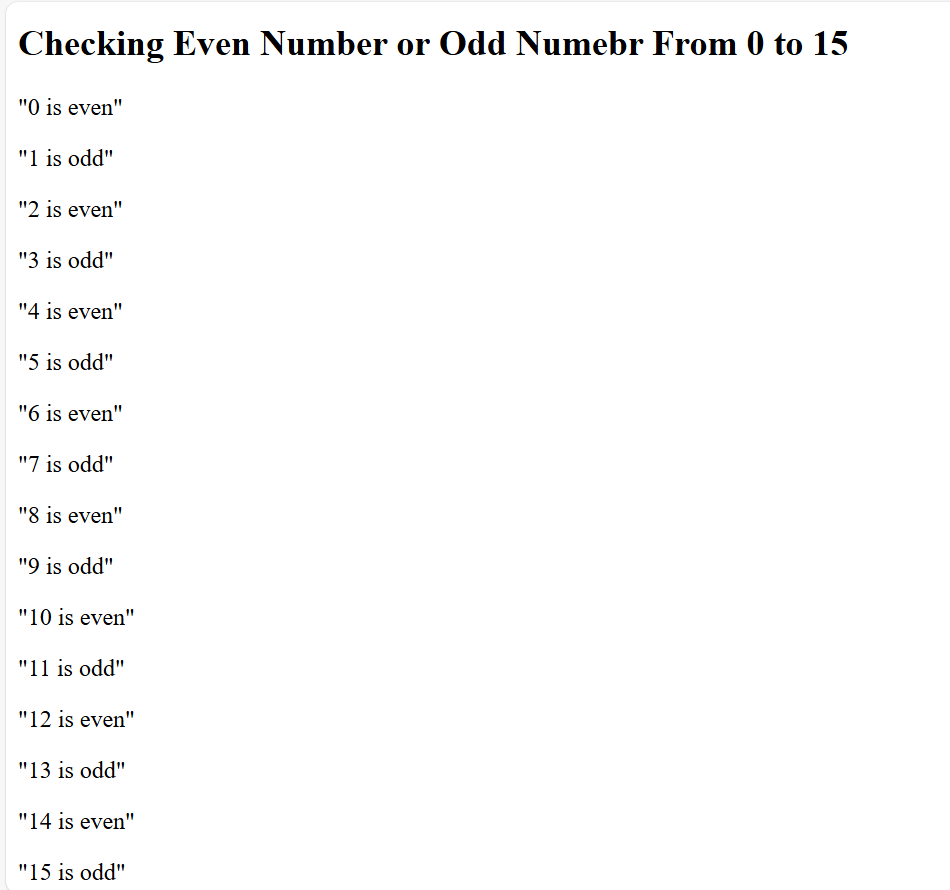 Checking Even Number or Odd Numebr From 0 to 15
"0 is even"
"1 is odd"
"2 is even"
"3 is odd"
"4 is even"
"5 is odd"
"6 is even"
"7 is odd"
"8 is even"
"9 is odd"
"10 is even"
"11 is odd"
"12 is even"
"13 is odd"
"14 is even"
"15 is odd"